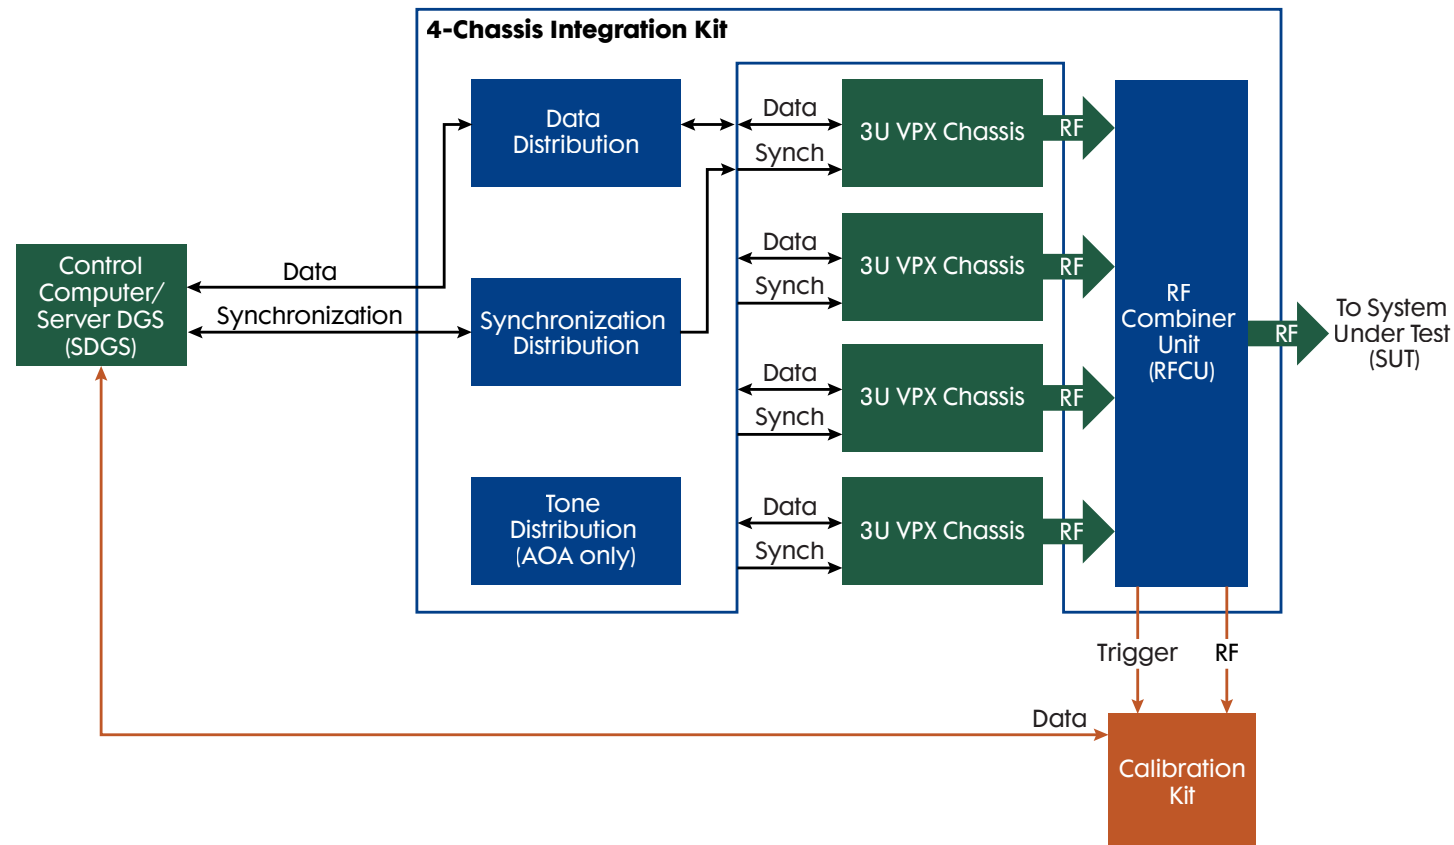 4-Chassis Integration Kit
Data
Distribution
Data
Synch
3U VPX Chassis
RF
Control
Computer/
Server DGS
(SDGS)
Data
Synchronization
Synchronization
Distribution
Data
Synch
3U VPX Chassis
RF
RF
Combiner
Unit
(RFCU)
RF
To System
Under Test
(SUT)
Data
Synch
3U VPX Chassis
RF
Tone
Distribution
(AOA only)
Data
Synch
3U VPX Chassis
RF
Trigger
RF
Data
Calibration
Kit